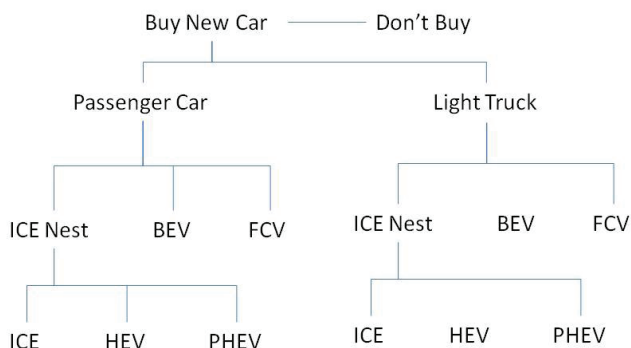 Buy New Car Don't Buy
Passenger Car Light Truck
ICE Nest BEV FCV ICE Nest BEV FCV
ICE HEV PHEV ICE HEV PHEV